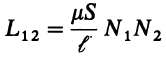 L₁₂ = μS/ℓ N₁N₂